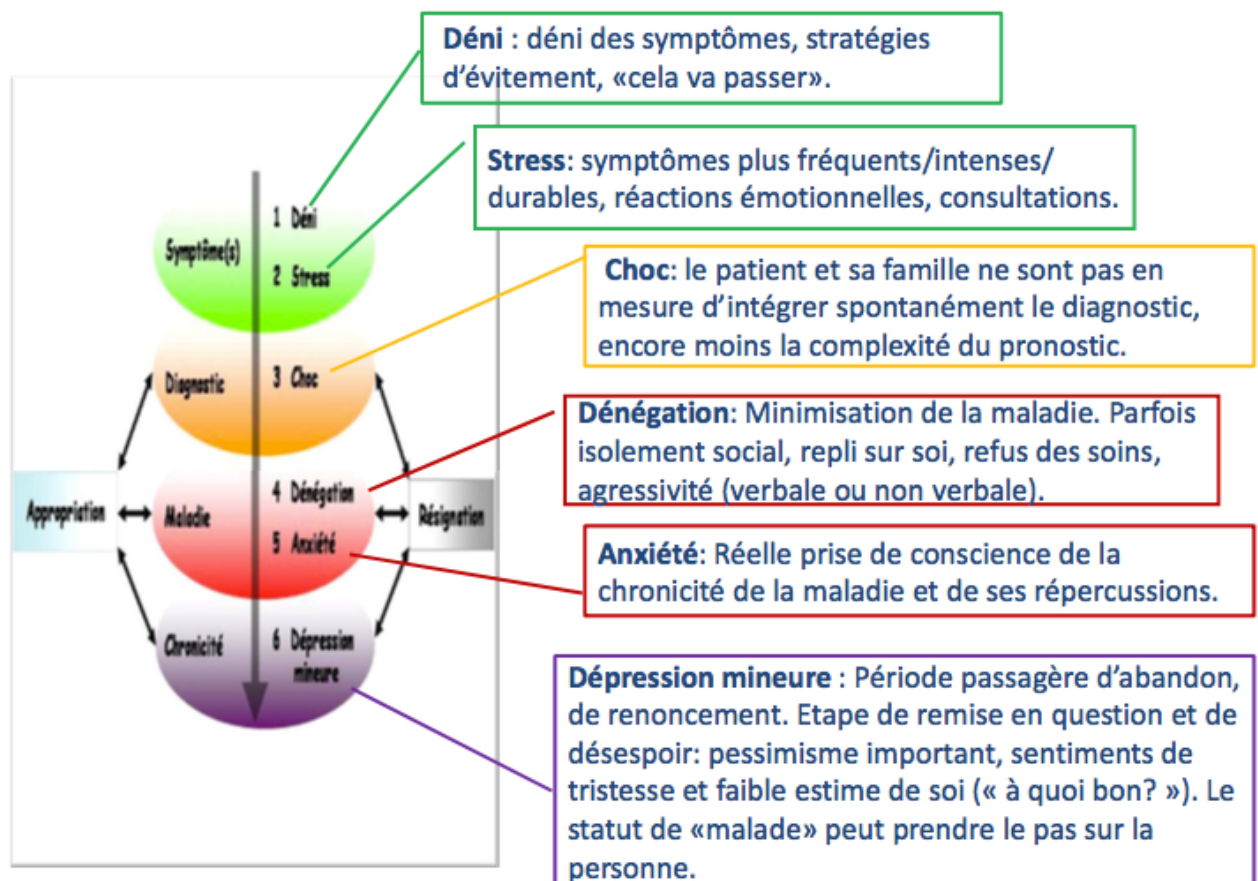 Déni : déni des symptômes, stratégies
d’évitement, «cela va passer».
Stress: symptômes plus fréquents/intenses/
durables, réactions émotionnelles, consultations.
Choc: le patient et sa famille ne sont pas en
mesure d’intégrer spontanément le diagnostic,
encore moins la complexité du pronostic.
Dénégation: Minimisation de la maladie. Parfois
isolement social, repli sur soi, refus des soins,
agressivité (verbale ou non verbale).
Anxiété: Réelle prise de conscience de la
chronicité de la maladie et de ses répercussions.
Dépression mineure : Période passagère d’abandon,
de renoncement. Etape de remise en question et de
désespoir: pessimisme important, sentiments de
tristesse et faible estime de soi (« à quoi bon? »). Le
statut de «malade» peut prendre le pas sur la
personne.
Symptôme(s)
1 Déni
2 Stress
Diagnostic
3 Choc
Appropriation
Maladie
4 Dénégation
5 Anxiété
Résignation
Chronicité
6 Dépression
mineure